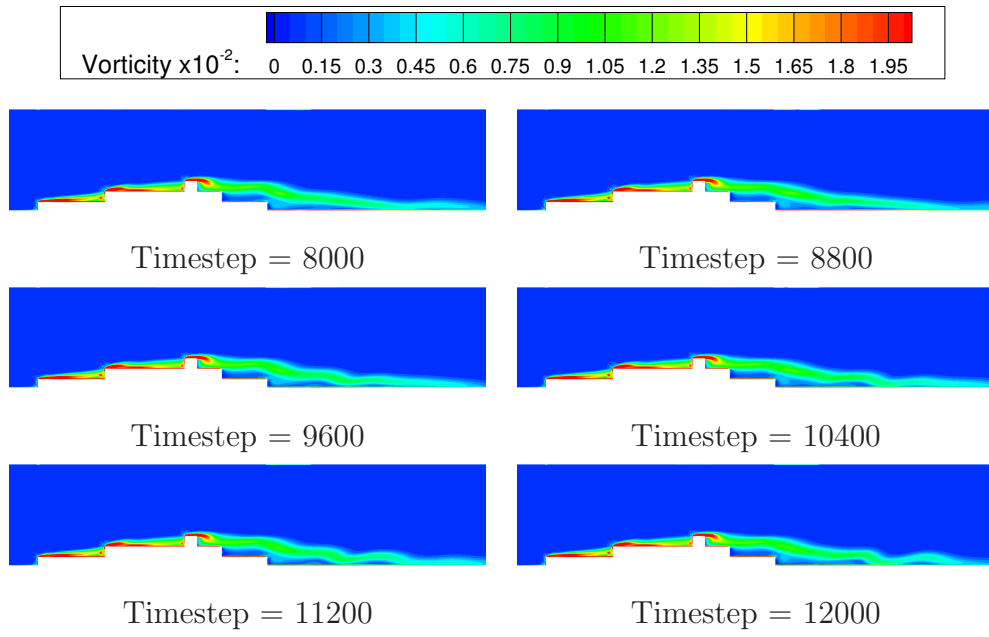 Vorticity x10⁻²: 0 0.15 0.3 0.45 0.6 0.75 0.9 1.05 1.2 1.35 1.5 1.65 1.8 1.95
Timestep = 8000
Timestep = 8800
Timestep = 9600
Timestep = 10400
Timestep = 11200
Timestep = 12000